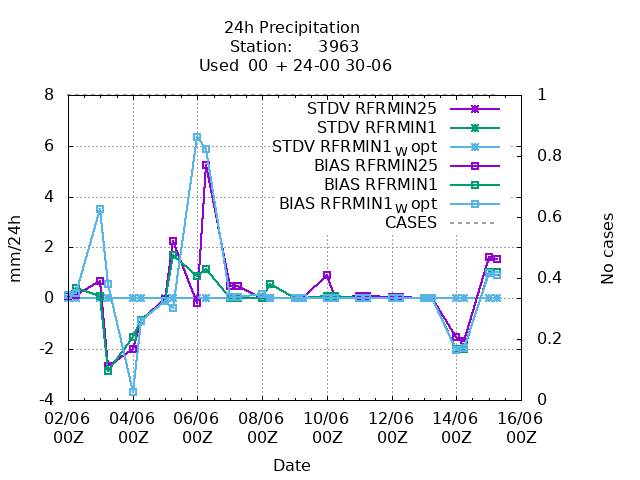 24h Precipitation
Station: 3963
Used 00 + 24-00 30-06
8 1
STDV RFRMIN25
STDV RFRMIN1
STDV RFRMIN1W opt
BIAS RFRMIN25
BIAS RFRMIN1
BIAS RFRMIN1W opt
CASES
6 0.8
4 0.6
2 0.4
0
-2 0.2
-4 0
mm/24h
No cases
02/06 04/06 06/06 08/06 10/06 12/06 14/06 16/06
00Z 00Z 00Z 00Z 00Z 00Z 00Z 00Z
Date